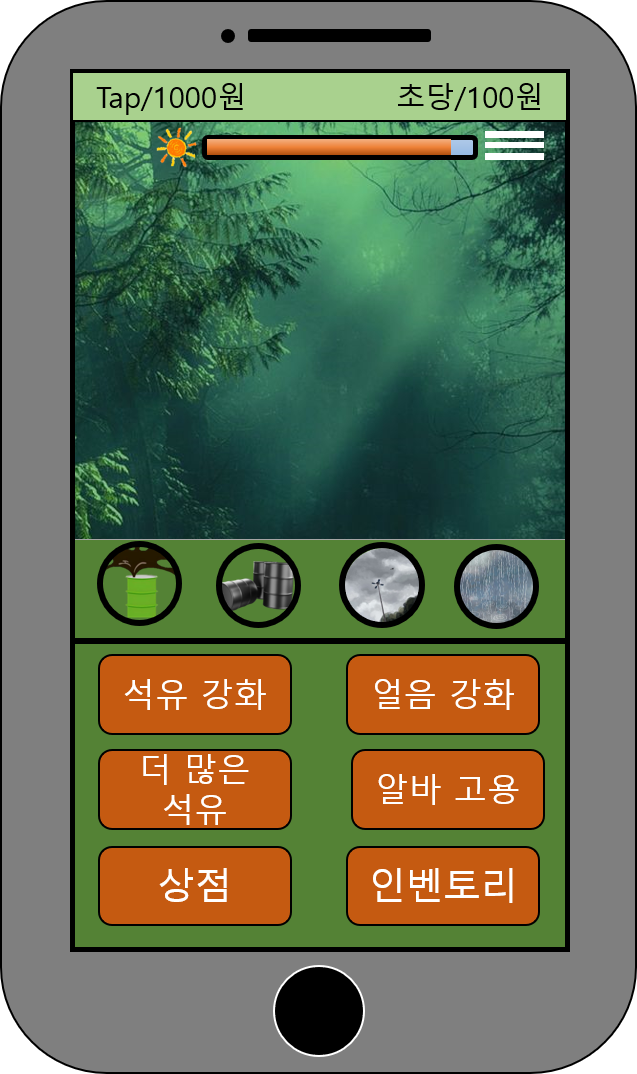 Tap/1000원
초당/100원
석유 강화
얼음 강화
더 많은
석유
알바 고용
상점
인벤토리